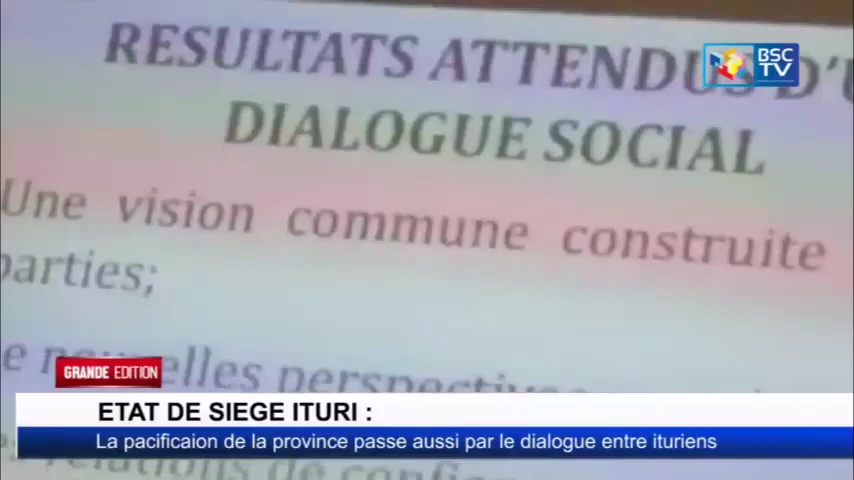 RESULTATS ATTENDUS D'U
DIALOGUE SOCIAL
BSC
TV
Une vision commune construite
parties;
GRANDE EDITION
ETAT DE SIEGE ITURI :
La pacificaion de la province passe aussi par le dialogue entre ituriens